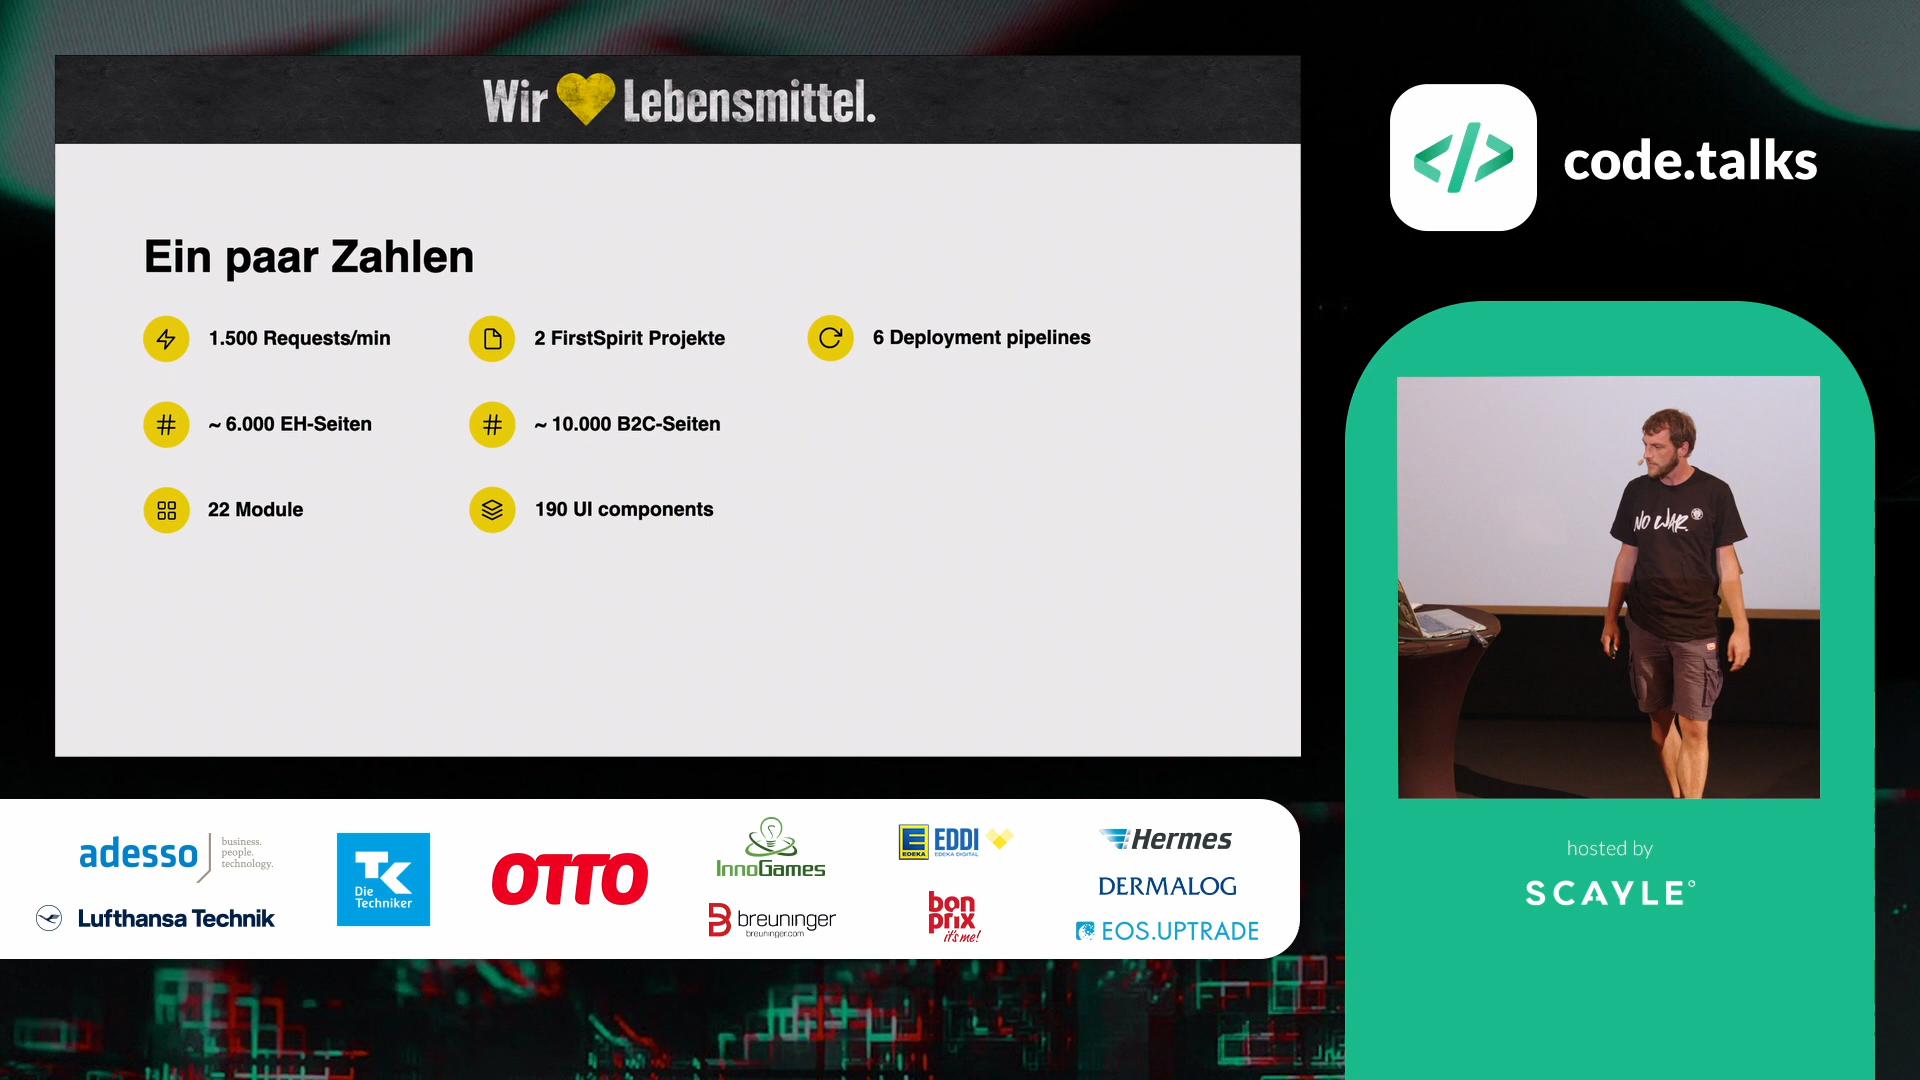 Wir Lebensmittel.
Ein paar Zahlen
1.500 Requests/min
2 FirstSpirit Projekte
6 Deployment pipelines
~ 6.000 EH-Seiten
~ 10.000 B2C-Seiten
22 Module
190 UI components
</> code.talks
NO WAR.
hosted by
SCAYLE
adesso
business.
people.
technology.
Lufthansa Technik
TK
Die
Techniker
OTTO
InnoGames
breuninger
breuninger.com
E
EDEKA
EDDI
EDEKA DIGITAL
bon
prix
it's me!
Hermes
DERMALOG
EOS.UPTRADE